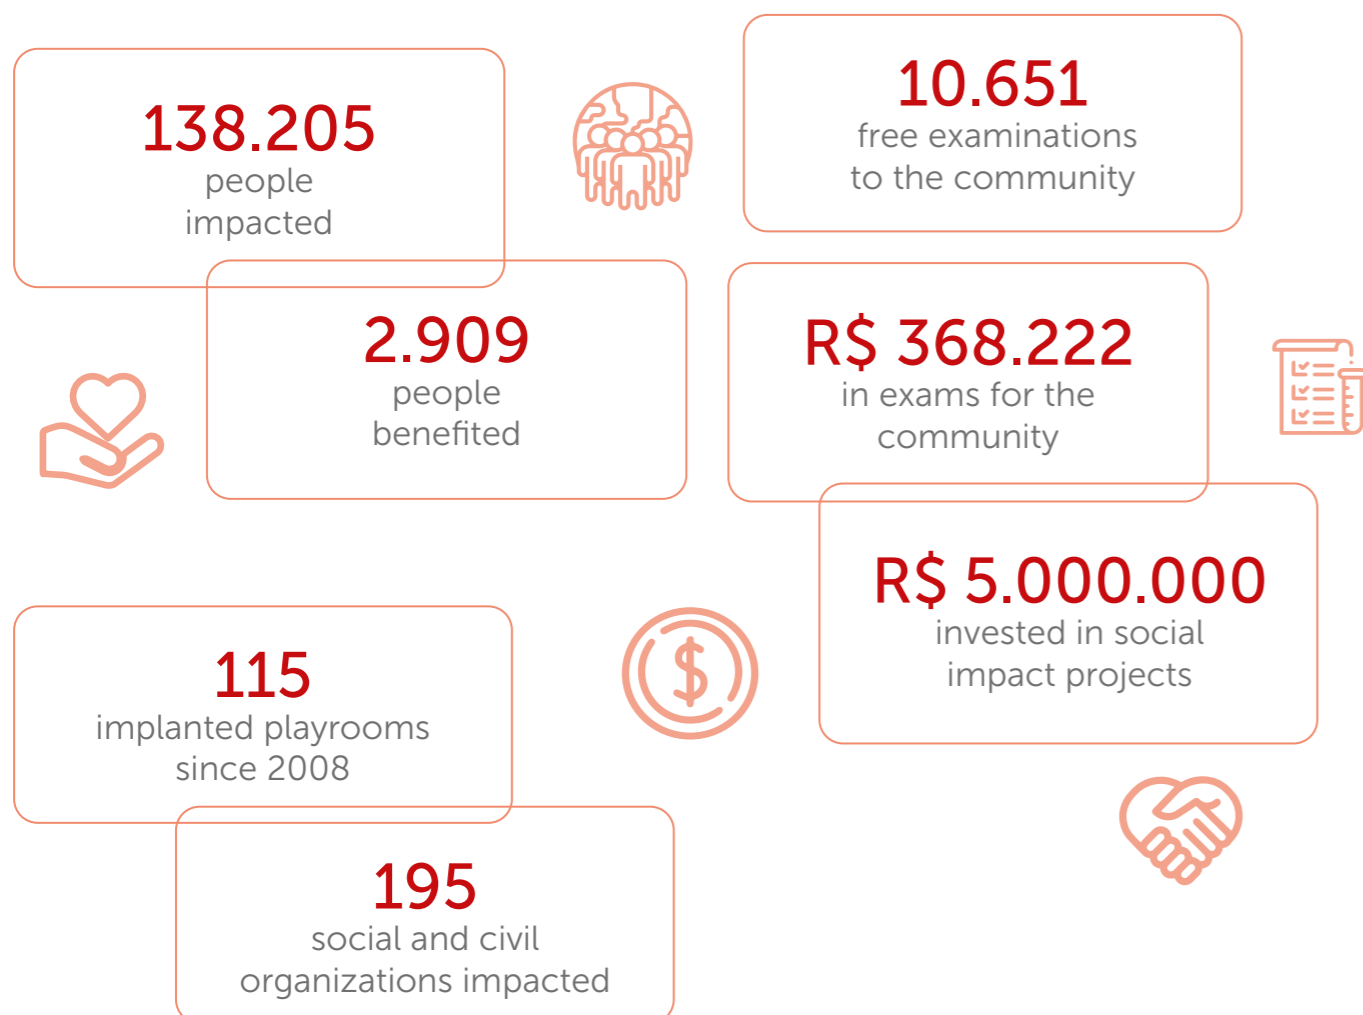 138.205
people
impacted
2.909
people
benefited
10.651
free examinations
to the community
R$ 368.222
in exams for the
community
R$ 5.000.000
invested in social
impact projects
115
implanted playrooms
since 2008
195
social and civil
organizations impacted
$